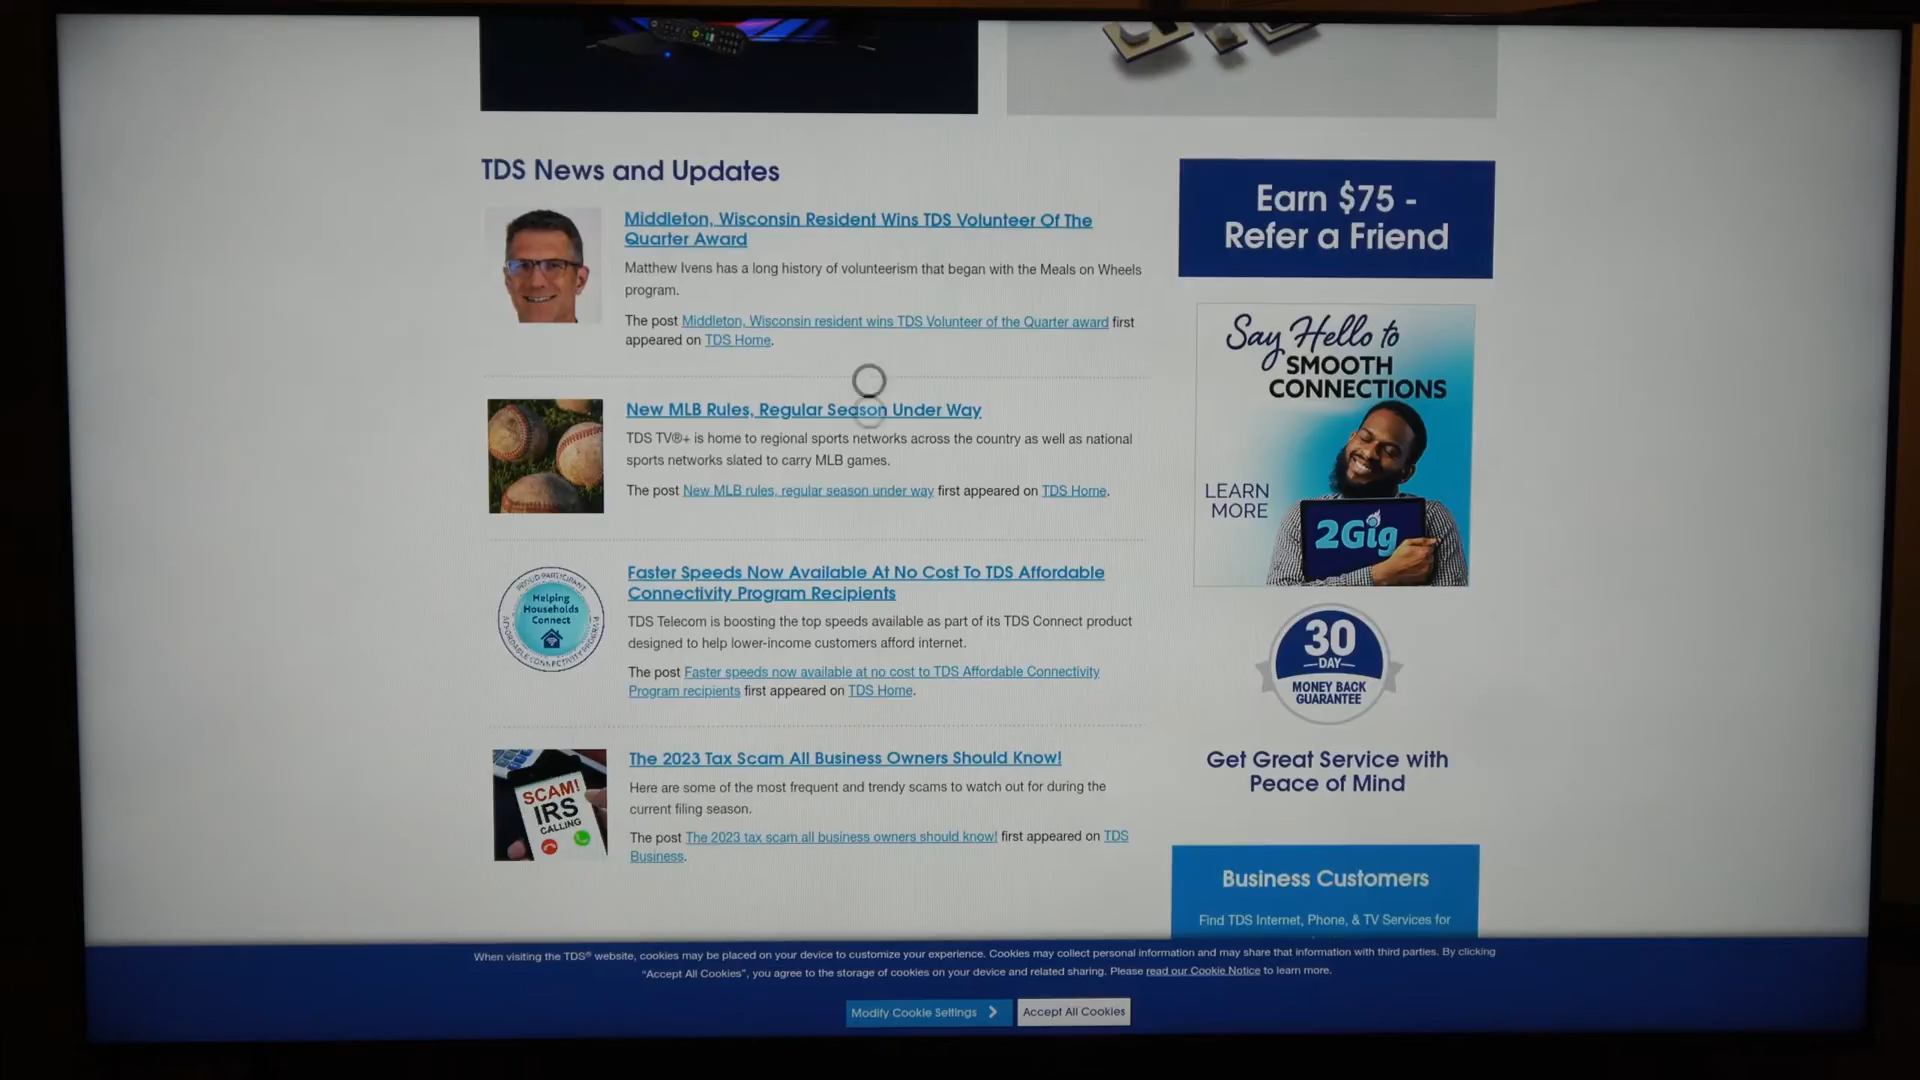 TDS News and Updates
Middleton, Wisconsin Resident Wins TDS Volunteer Of The
Quarter Award
Matthew Ivens has a long history of volunteerism that began with the Meals on Wheels
program.
The post Middleton, Wisconsin resident wins TDS Volunteer of the Quarter award first
appeared on TDS Home.
New MLB Rules, Regular Season Under Way
TDS TV®+ is home to regional sports networks across the country as well as national
sports networks slated to carry MLB games.
The post New MLB rules, regular season under way first appeared on TDS Home.
PROUD PARTICIPANT
Helping
Households
Connect
AFFORDABLE CONNECTIVITY PROGRAM
Faster Speeds Now Available At No Cost To TDS Affordable
Connectivity Program Recipients
TDS Telecom is boosting the top speeds available as part of its TDS Connect product
designed to help lower-income customers afford internet.
The post Faster speeds now available at no cost to TDS Affordable Connectivity
Program recipients first appeared on TDS Home.
SCAM!
IRS
CALLING
The 2023 Tax Scam All Business Owners Should Know!
Here are some of the most frequent and trendy scams to watch out for during the
current filing season.
The post The 2023 tax scam all business owners should know! first appeared on TDS
Business.
Earn $75 -
Refer a Friend
Say Hello to
SMOOTH
CONNECTIONS
LEARN
MORE
2Gig
30
DAY
MONEY BACK
GUARANTEE
Get Great Service with
Peace of Mind
Business Customers
Find TDS Internet, Phone, & TV Services for
When visiting the TDS® website, cookies may be placed on your device to customize your experience. Cookies may collect personal information and may share that information with third parties. By clicking
"Accept All Cookies", you agree to the storage of cookies on your device and related sharing. Please read our Cookie Notice to learn more.
Modify Cookie Settings
Accept All Cookies